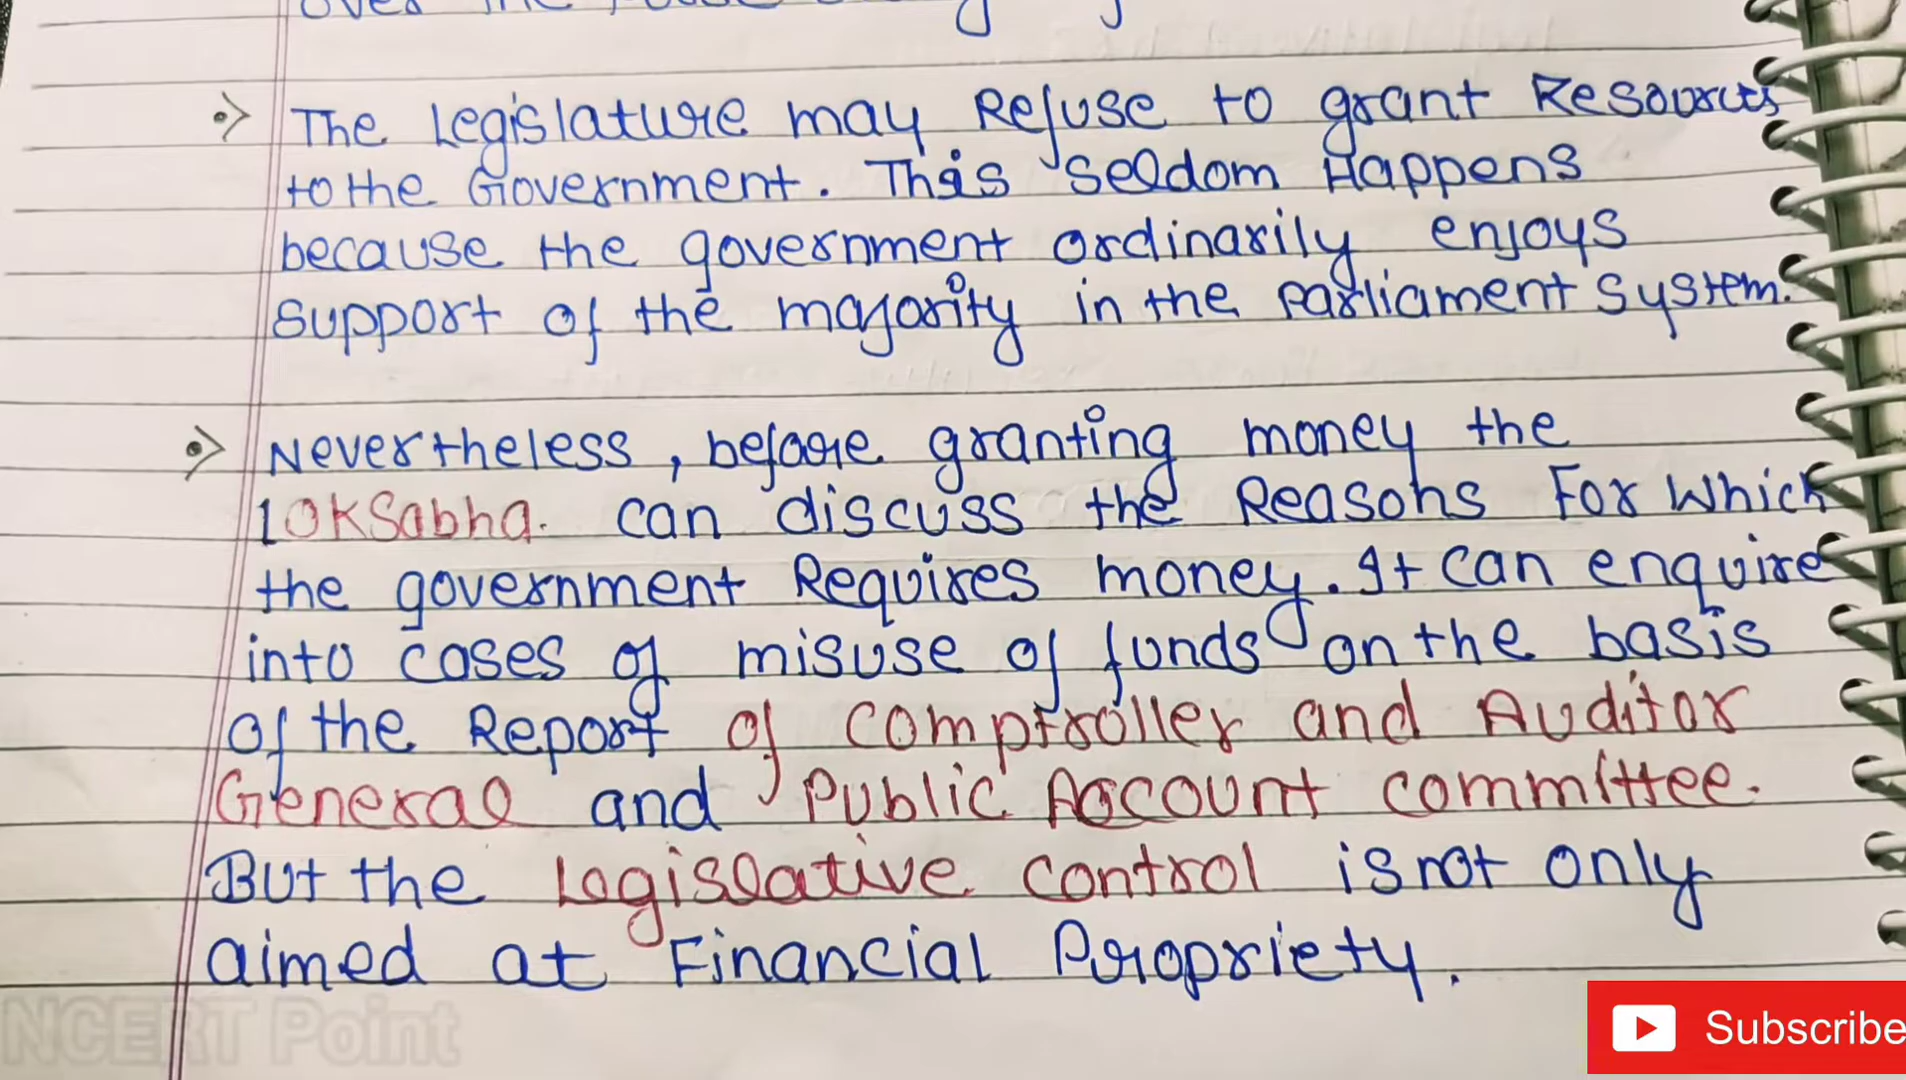 over the
The Legislature may Refuse to grant Resources
to the Government. This seldom Happens
because the government ordinarily enjoys
support of the majority in the parliament system.
Nevertheless, before granting money the
lokSabha. can discuss the Reasons For Which
the government Requires money. It can enquire
into cases of misuse of funds on the basis
of the Report of comptroller and Auditor
General and Public Account committee.
But the Legislative control is not only
aimed at Financial Propriety.
NCERT Point
Subscribe